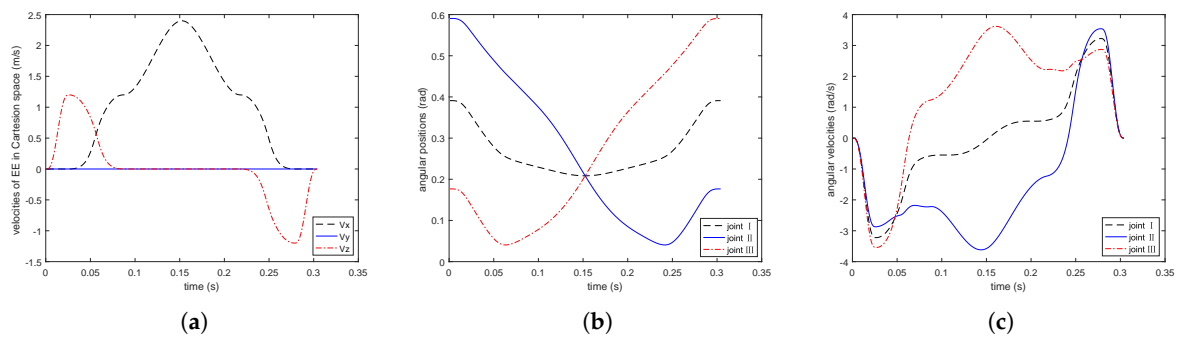 velocities of EE in Cartesion space (m/s)
2.5
2
1.5
1
0.5
0
-0.5
-1
-1.5
0
0.05
0.1
0.15
0.2
0.25
0.3
0.35
time (s)
Vx
Vy
Vz
(a)
angular positions (rad)
0.6
0.5
0.4
0.3
0.2
0.1
0
0
0.05
0.1
0.15
0.2
0.25
0.3
0.35
time (s)
joint Ⅰ
joint Ⅱ
joint Ⅲ
(b)
angular velocities (rad/s)
4
3
2
1
0
-1
-2
-3
-4
0
0.05
0.1
0.15
0.2
0.25
0.3
0.35
time (s)
joint Ⅰ
joint Ⅱ
joint Ⅲ
(c)